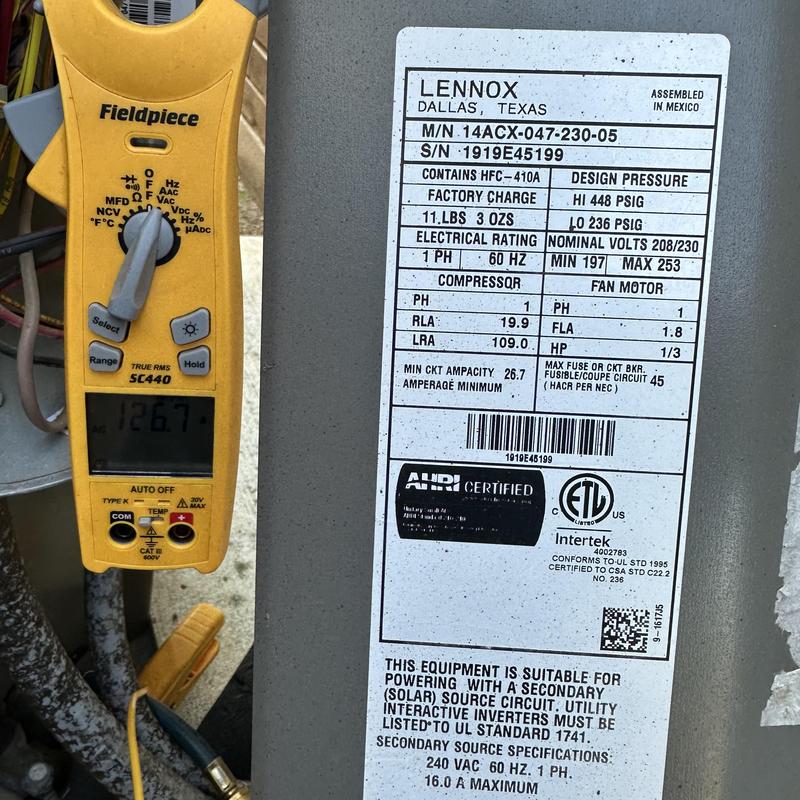 Fieldpiece
O
F
F
Hz
AAC
VAC
VDC
Hz%
µADC
Ω
MFD
NCV
°F°C
Select
Range
Hold
TRUE RMS
SC440
AC
126.7
A
AUTO OFF
TYPE K
TEMP
30V
MAX
COM
+
CAT III
600V
LENNOX
DALLAS, TEXAS
ASSEMBLED
IN MEXICO
M/N 14ACX-047-230-05
S/N 1919E45199
CONTAINS HFC-410A
DESIGN PRESSURE
FACTORY CHARGE
HI 448 PSIG
11 LBS 3 OZS
LO 236 PSIG
ELECTRICAL RATING
NOMINAL VOLTS 208/230
1 PH 60 HZ
MIN 197 MAX 253
COMPRESSOR
FAN MOTOR
PH 1
PH 1
RLA 19.9
FLA 1.8
LRA 109.0
HP 1/3
MIN CKT AMPACITY 26.7
AMPERAGE MINIMUM
MAX FUSE OR CKT BKR.
FUSIBLE/COUPE CIRCUIT 45
(HACR PER NEC)
1919E45199
AHRI CERTIFIED
C ETL US
LISTED
Intertek
4002783
CONFORMS TO UL STD 1995
CERTIFIED TO CSA STD C22.2
NO. 236
9-1617J5
THIS EQUIPMENT IS SUITABLE FOR
POWERING WITH A SECONDARY
(SOLAR) SOURCE CIRCUIT. UTILITY
INTERACTIVE INVERTERS MUST BE
LISTED TO UL STANDARD 1741.
SECONDARY SOURCE SPECIFICATIONS:
240 VAC 60 HZ. 1 PH.
16.0 A MAXIMUM